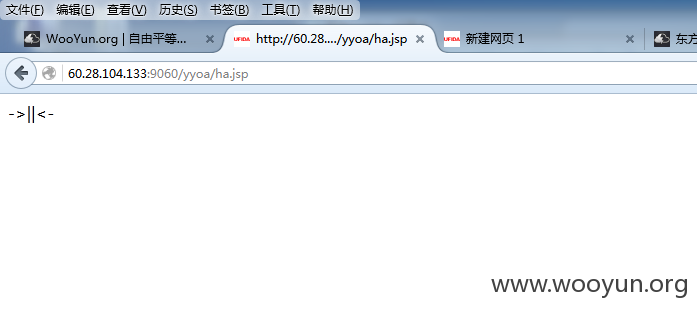 文件(F) 编辑(E) 查看(V) 历史(S) 书签(B) 工具(T) 帮助(H)
WooYun.org | 自由平等... × UFIDA http://60.28..../yyoa/ha.jsp × UFIDA 新建网页 1 × 东方
60.28.104.133:9060/yyoa/ha.jsp
->||<-
www.wooyun.org